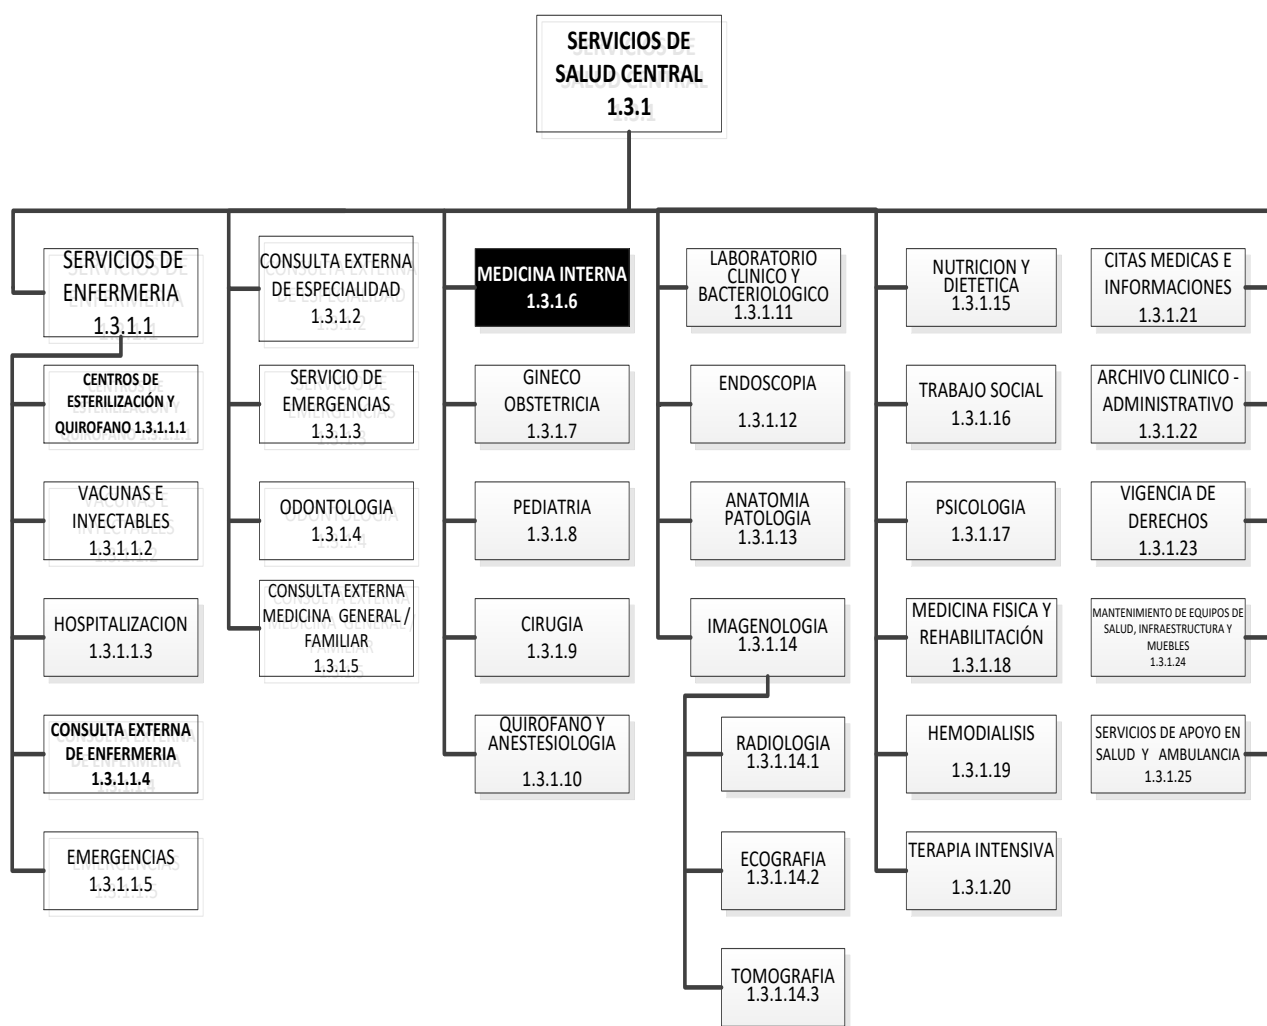 SERVICIOS DE
SALUD CENTRAL
1.3.1
SERVICIOS DE
ENFERMERIA
1.3.1.1
CENTROS DE
ESTERILIZACIÓN Y
QUIROFANO 1.3.1.1.1
VACUNAS E
INYECTABLES
1.3.1.1.2
HOSPITALIZACION
1.3.1.1.3
CONSULTA EXTERNA
DE ENFERMERIA
1.3.1.1.4
EMERGENCIAS
1.3.1.1.5
CONSULTA EXTERNA
DE ESPECIALIDAD
1.3.1.2
SERVICIO DE
EMERGENCIAS
1.3.1.3
ODONTOLOGIA
1.3.1.4
CONSULTA EXTERNA
MEDICINA GENERAL /
FAMILIAR
1.3.1.5
MEDICINA INTERNA
1.3.1.6
GINECO
OBSTETRICIA
1.3.1.7
PEDIATRIA
1.3.1.8
CIRUGIA
1.3.1.9
QUIROFANO Y
ANESTESIOLOGIA
1.3.1.10
LABORATORIO
CLINICO Y
BACTERIOLOGICO
1.3.1.11
ENDOSCOPIA
1.3.1.12
ANATOMIA
PATOLOGIA
1.3.1.13
IMAGENOLOGIA
1.3.1.14
RADIOLOGIA
1.3.1.14.1
ECOGRAFIA
1.3.1.14.2
TOMOGRAFIA
1.3.1.14.3
NUTRICION Y
DIETETICA
1.3.1.15
TRABAJO SOCIAL
1.3.1.16
PSICOLOGIA
1.3.1.17
MEDICINA FISICA Y
REHABILITACIÓN
1.3.1.18
HEMODIALISIS
1.3.1.19
TERAPIA INTENSIVA
1.3.1.20
CITAS MEDICAS E
INFORMACIONES
1.3.1.21
ARCHIVO CLINICO -
ADMINISTRATIVO
1.3.1.22
VIGENCIA DE
DERECHOS
1.3.1.23
MANTENIMIENTO DE EQUIPOS DE
SALUD, INFRAESTRUCTURA Y
MUEBLES
1.3.1.24
SERVICIOS DE APOYO EN
SALUD Y AMBULANCIA
1.3.1.25